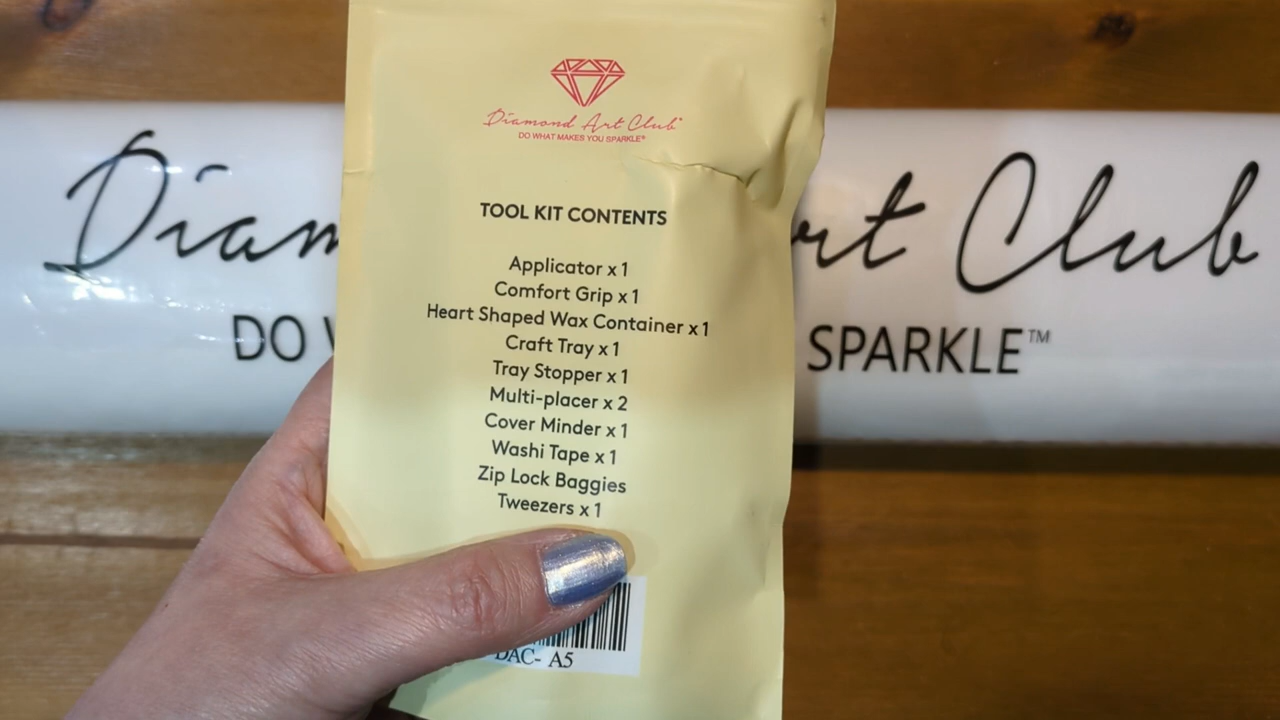 Diamond Art Club®
DO WHAT MAKES YOU SPARKLE®
TOOL KIT CONTENTS
Applicator x 1
Comfort Grip x 1
Heart Shaped Wax Container x 1
Craft Tray x 1
Tray Stopper x 1
Multi-placer x 2
Cover Minder x 1
Washi Tape x 1
Zip Lock Baggies
Tweezers x 1
DAC- A5
Diam rt Club
DO SPARKLE™